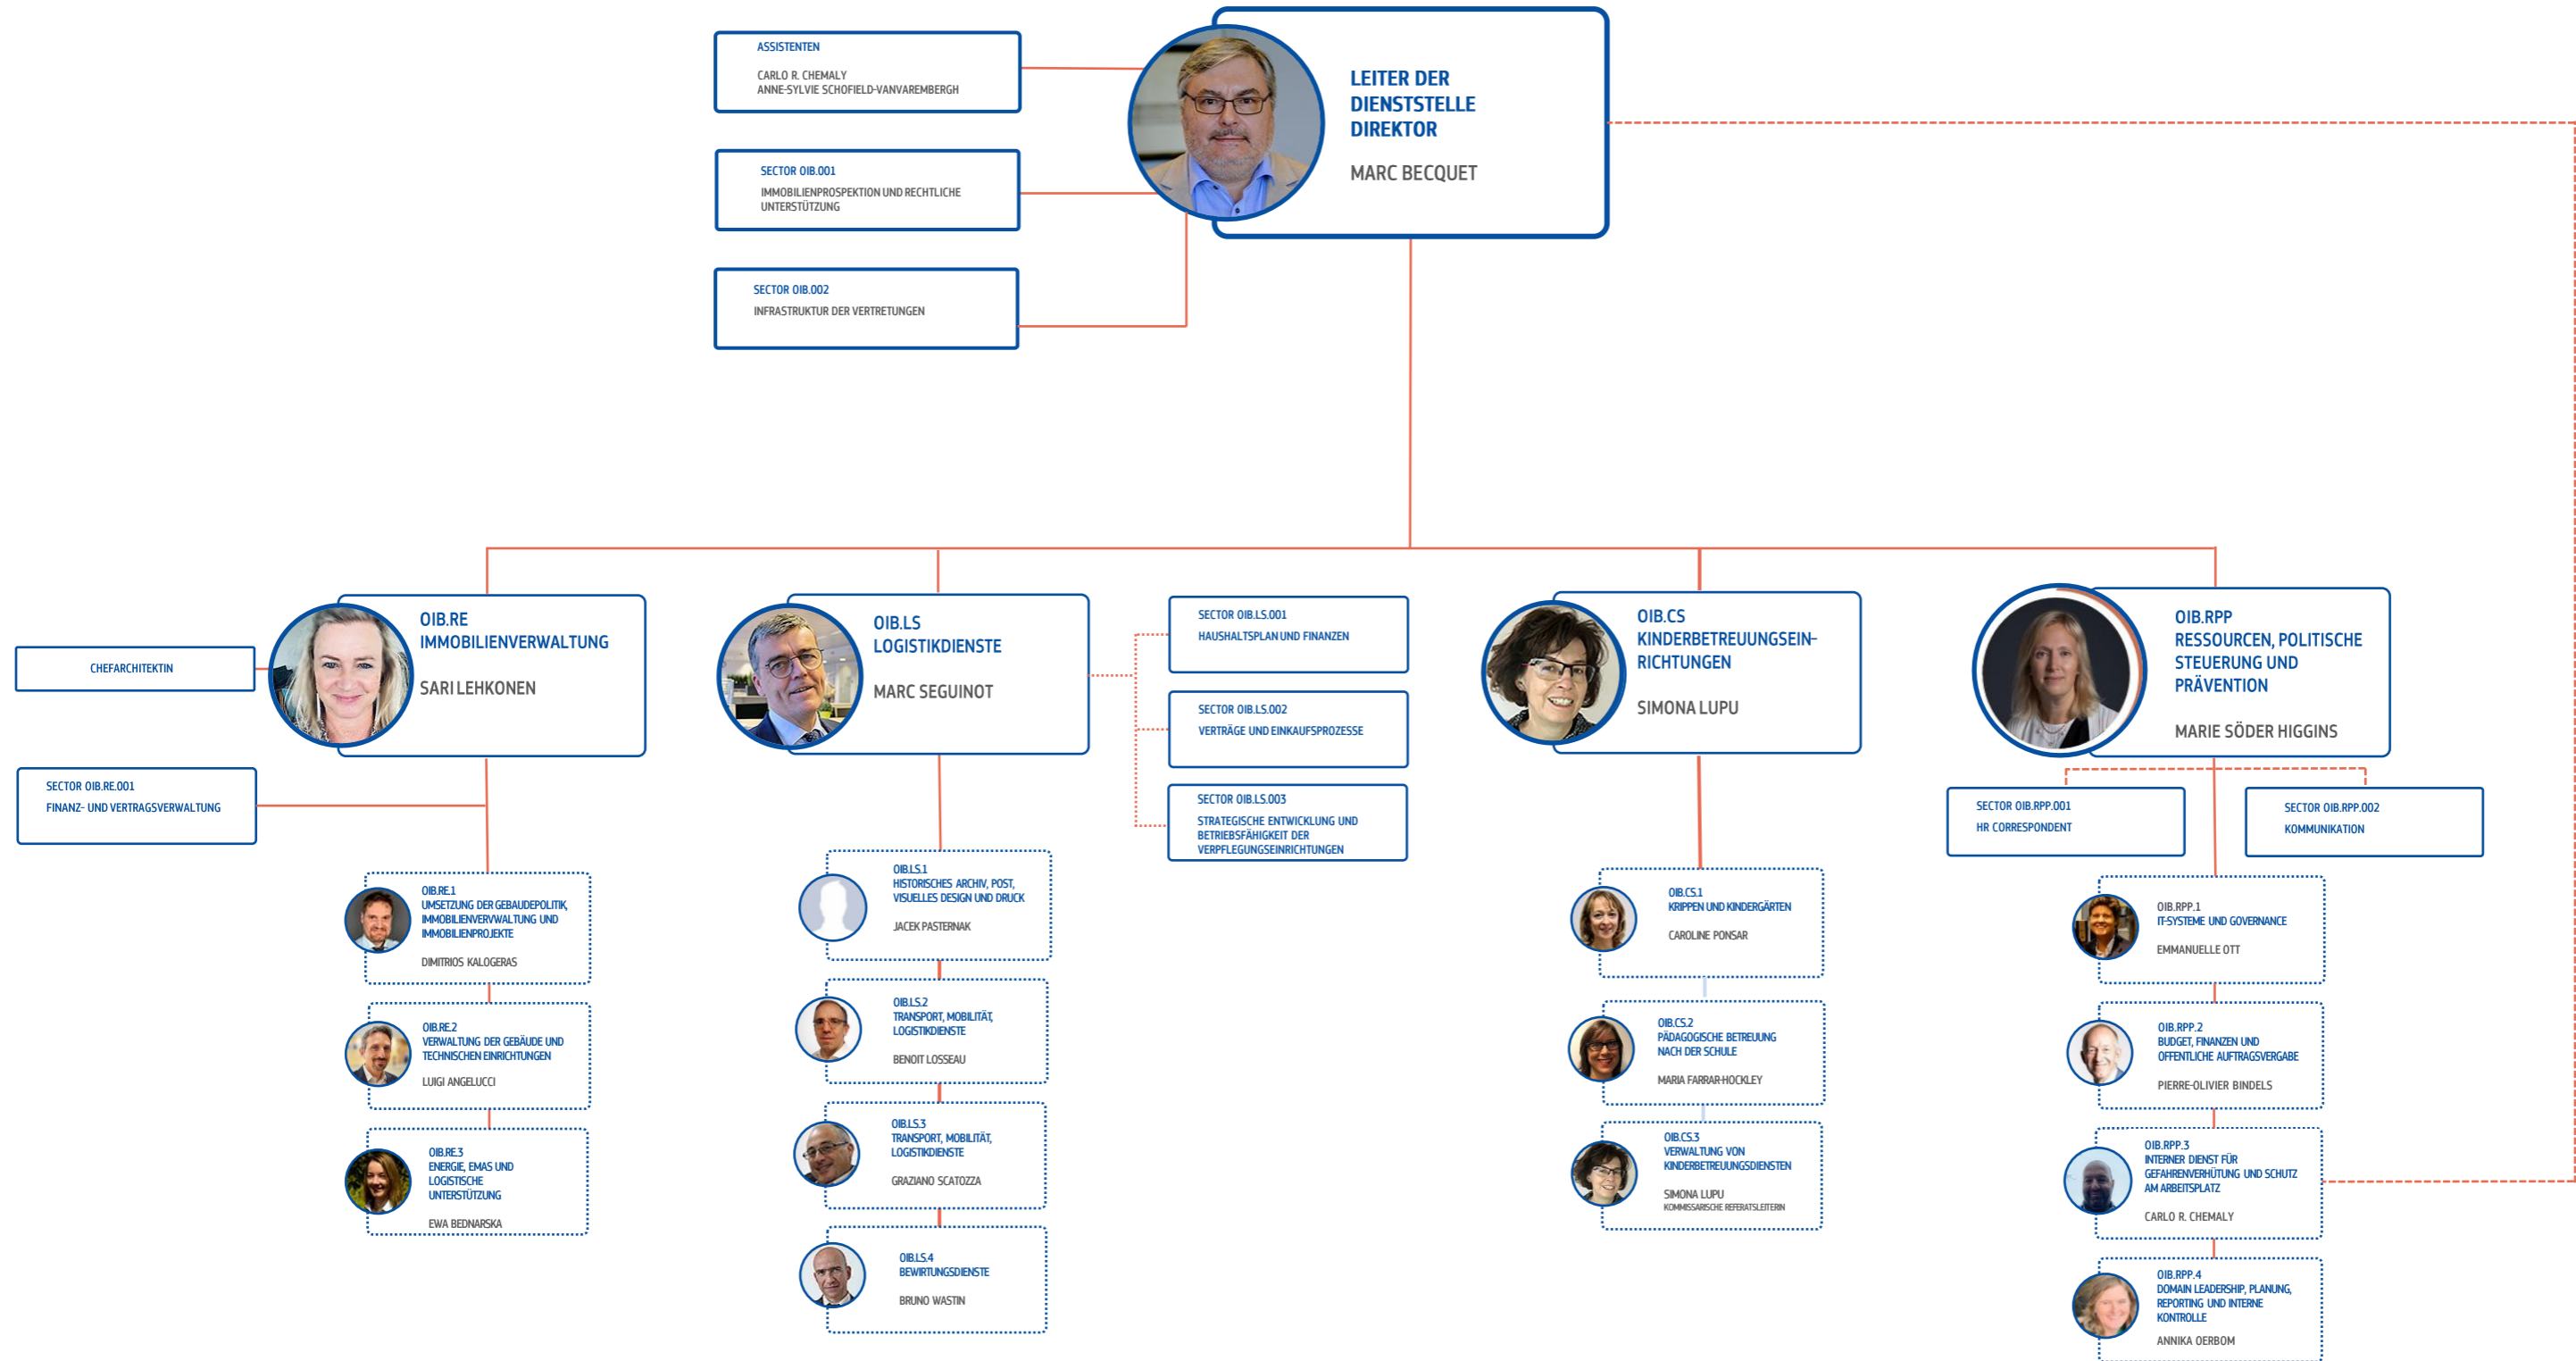 ASSISTENTEN
CARLO R. CHEMALY
ANNE-SYLVIE SCHOFIELD-VANVAREMBERGH
LEITER DER
DIENSTSTELLE
DIREKTOR
MARC BECQUET
SECTOR OIB.001
IMMOBILIENPROSPEKTION UND RECHTLICHE
UNTERSTÜTZUNG
SECTOR OIB.002
INFRASTRUKTUR DER VERTRETUNGEN
CHEFARCHITEKTIN
OIB.RE
IMMOBILIENVERWALTUNG
SARI LEHKONEN
SECTOR OIB.RE.001
FINANZ- UND VERTRAGSVERWALTUNG
OIB.RE.1
UMSETZUNG DER GEBAUDEPOLITIK,
IMMOBILIENVERVWALTUNG UND
IMMOBILIENPROJEKTE
DIMITRIOS KALOGERAS
OIB.RE.2
VERWALTUNG DER GEBÄUDE UND
TECHNISCHEN EINRICHTUNGEN
LUIGI ANGELUCCI
OIB.RE.3
ENERGIE, EMAS UND
LOGISTISCHE
UNTERSTÜTZUNG
EWA BEDNARSKA
OIB.LS
LOGISTIKDIENSTE
MARC SEGUINOT
SECTOR OIB.LS.001
HAUSHALTSPLAN UND FINANZEN
SECTOR OIB.LS.002
VERTRÄGE UND EINKAUFSPROZESSE
SECTOR OIB.LS.003
STRATEGISCHE ENTWICKLUNG UND
BETRIEBSFÄHIGKEIT DER
VERPFLEGUNGSEINRICHTUNGEN
OIB.LS.1
HISTORISCHES ARCHIV, POST,
VISUELLES DESIGN UND DRUCK
JACEK PASTERNAK
OIB.LS.2
TRANSPORT, MOBILITÄT,
LOGISTIKDIENSTE
BENOIT LOSSEAU
OIB.LS.3
TRANSPORT, MOBILITÄT,
LOGISTIKDIENSTE
GRAZIANO SCATOZZA
OIB.LS.4
BEWIRTUNGSDIENSTE
BRUNO WASTIN
OIB.CS
KINDERBETREUUNGSEIN-
RICHTUNGEN
SIMONA LUPU
OIB.CS.1
KRIPPEN UND KINDERGÄRTEN
CAROLINE PONSAR
OIB.CS.2
PÄDAGOGISCHE BETREUUNG
NACH DER SCHULE
MARIA FARRAR-HOCKLEY
OIB.CS.3
VERWALTUNG VON
KINDERBETREUUNGSDIENSTEN
SIMONA LUPU
KOMMISSARISCHE REFERATSLEITERIN
OIB.RPP
RESSOURCEN, POLITISCHE
STEUERUNG UND
PRÄVENTION
MARIE SÖDER HIGGINS
SECTOR OIB.RPP.001
HR CORRESPONDENT
SECTOR OIB.RPP.002
KOMMUNIKATION
OIB.RPP.1
IT-SYSTEME UND GOVERNANCE
EMMANUELLE OTT
OIB.RPP.2
BUDGET, FINANZEN UND
OFFENTLICHE AUFTRAGSVERGABE
PIERRE-OLIVIER BINDELS
OIB.RPP.3
INTERNER DIENST FÜR
GEFAHRENVERHÜTUNG UND SCHUTZ
AM ARBEITSPLATZ
CARLO R. CHEMALY
OIB.RPP.4
DOMAIN LEADERSHIP, PLANUNG,
REPORTING UND INTERNE
KONTROLLE
ANNIKA OERBOM